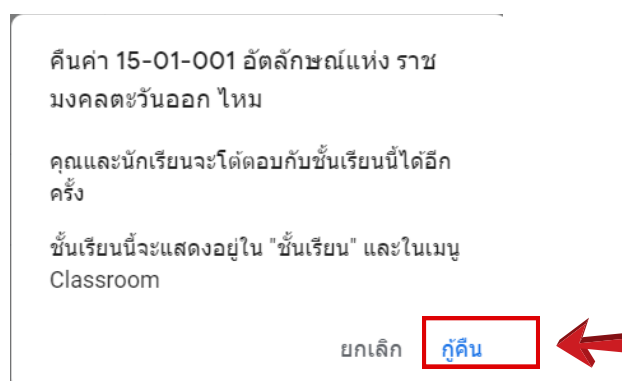 คืนค่า 15-01-001 อัตลักษณ์แห่ง ราช
มงคลตะวันออก ไหม
คุณและนักเรียนจะโต้ตอบกับชั้นเรียนนี้ได้อีก
ครั้ง
ชั้นเรียนนี้จะแสดงอยู่ใน "ชั้นเรียน" และในเมนู
Classroom
ยกเลิก กู้คืน